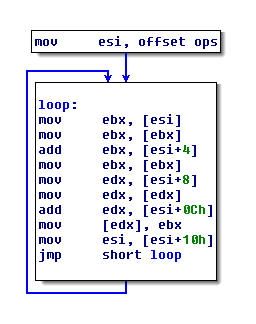 mov esi, offset ops
loop:
mov ebx, [esi]
mov ebx, [ebx]
add ebx, [esi+4]
mov ebx, [ebx]
mov edx, [esi+8]
mov edx, [edx]
add edx, [esi+0Ch]
mov [edx], ebx
mov esi, [esi+10h]
jmp short loop